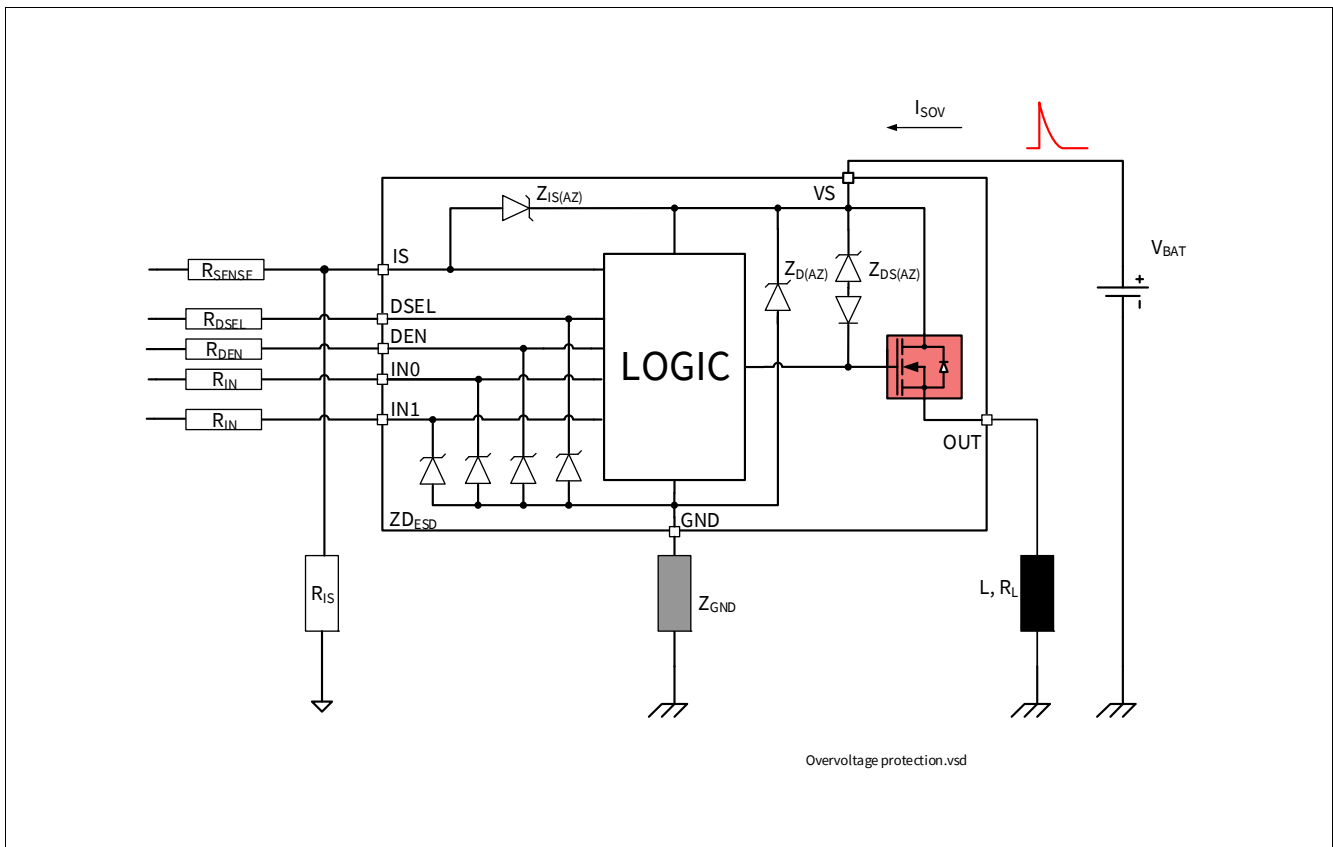 I_SOV
VS
Z_IS(AZ)
IS
R_SENSE
Z_D(AZ)
Z_DS(AZ)
V_BAT
+
DSEL
R_DSEL
DEN
R_DEN
LOGIC
IN0
R_IN
IN1
R_IN
OUT
ZD_ESD
GND
R_IS
Z_GND
L, R_L
Overvoltage protection.vsd